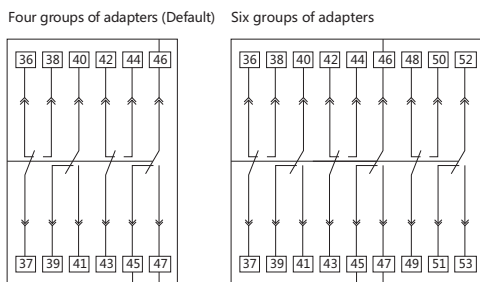 Four groups of adapters (Default) Six groups of adapters
36 38 40 42 44 46 36 38 40 42 44 46 48 50 52
37 39 41 43 45 47 37 39 41 43 45 47 49 51 53